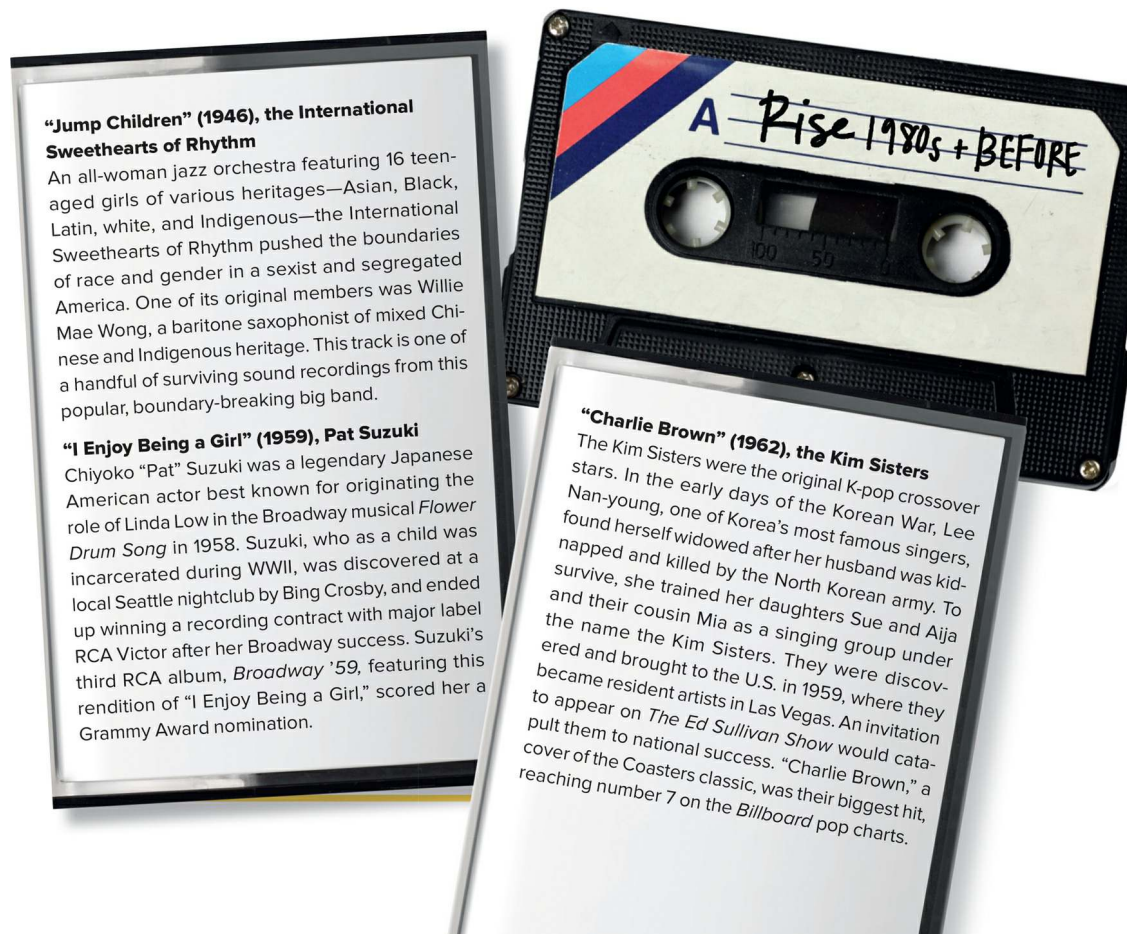 “Jump Children” (1946), the International
Sweethearts of Rhythm
An all-woman jazz orchestra featuring 16 teen-
aged girls of various heritages—Asian, Black,
Latin, white, and Indigenous—the International
Sweethearts of Rhythm pushed the boundaries
of race and gender in a sexist and segregated
America. One of its original members was Willie
Mae Wong, a baritone saxophonist of mixed Chi-
nese and Indigenous heritage. This track is one of
a handful of surviving sound recordings from this
popular, boundary-breaking big band.
“I Enjoy Being a Girl” (1959), Pat Suzuki
Chiyoko “Pat” Suzuki was a legendary Japanese
American actor best known for originating the
role of Linda Low in the Broadway musical Flower
Drum Song in 1958. Suzuki, who as a child was
incarcerated during WWII, was discovered at a
local Seattle nightclub by Bing Crosby, and ended
up winning a recording contract with major label
RCA Victor after her Broadway success. Suzuki’s
third RCA album, Broadway ’59, featuring this
rendition of “I Enjoy Being a Girl,” scored her a
Grammy Award nomination.
A Rise 1980s + BEFORE
100 50 0
“Charlie Brown” (1962), the Kim Sisters
The Kim Sisters were the original K-pop crossover
stars. In the early days of the Korean War, Lee
Nan-young, one of Korea’s most famous singers,
found herself widowed after her husband was kid-
napped and killed by the North Korean army. To
survive, she trained her daughters Sue and Aija
and their cousin Mia as a singing group under
the name the Kim Sisters. They were discov-
ered and brought to the U.S. in 1959, where they
became resident artists in Las Vegas. An invitation
to appear on The Ed Sullivan Show would cata-
pult them to national success. “Charlie Brown,” a
cover of the Coasters classic, was their biggest hit,
reaching number 7 on the Billboard pop charts.